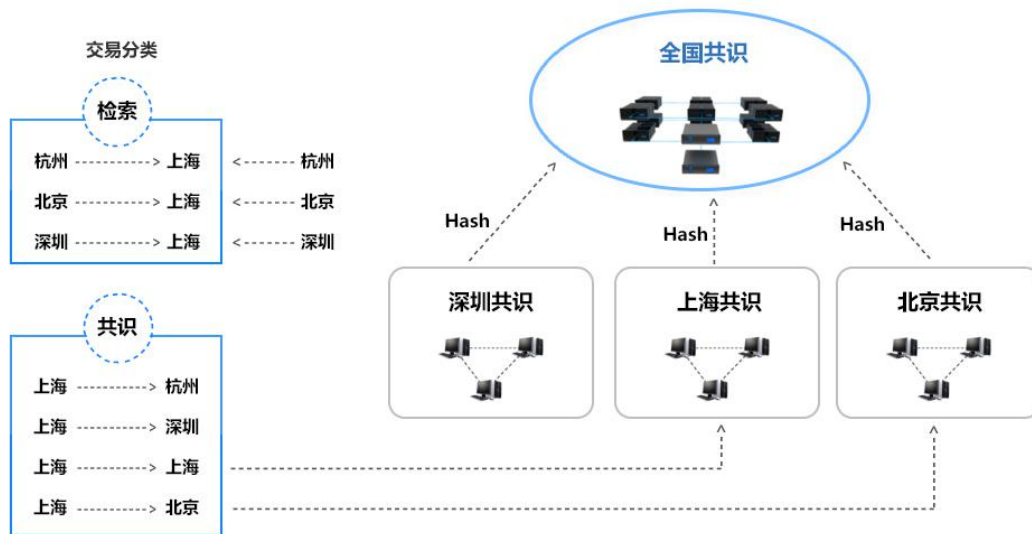 交易分类
检索
杭州 上海 杭州
北京 上海 北京
深圳 上海 深圳
共识
上海 杭州
上海 深圳
上海 上海
上海 北京
全国共识
Hash
Hash
Hash
深圳共识
上海共识
北京共识